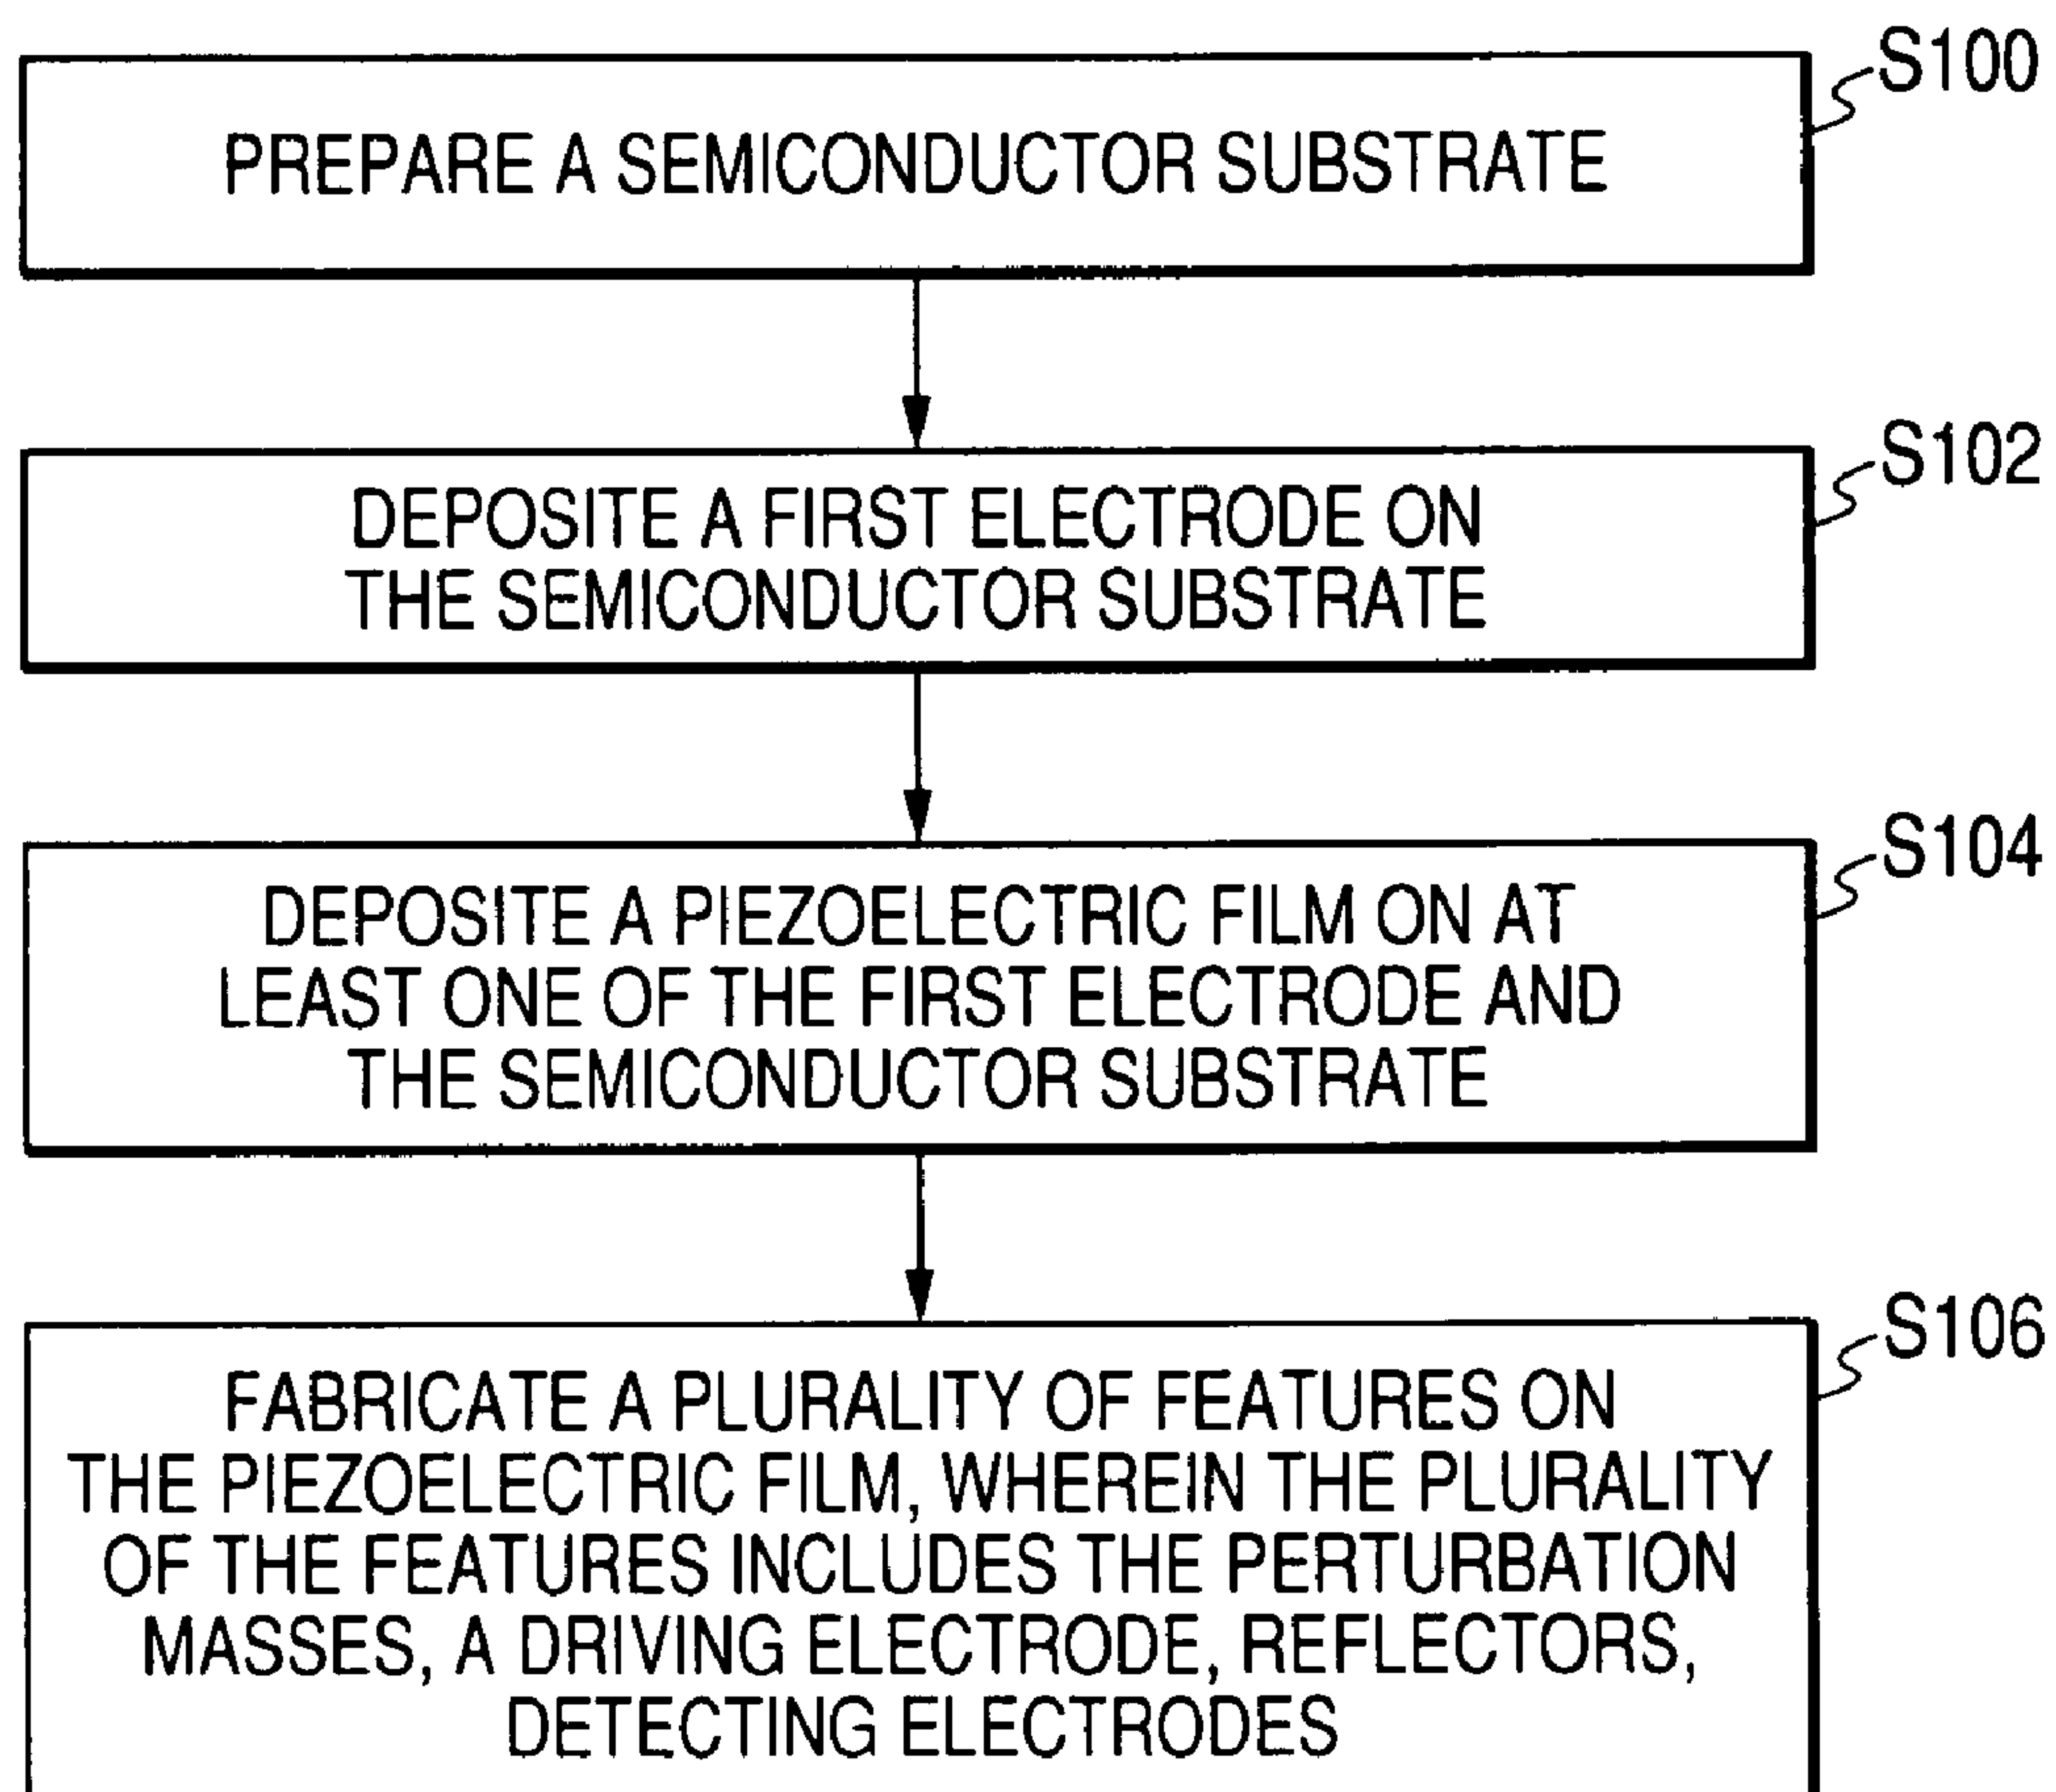 S100
PREPARE A SEMICONDUCTOR SUBSTRATE
S102
DEPOSITE A FIRST ELECTRODE ON
THE SEMICONDUCTOR SUBSTRATE
S104
DEPOSITE A PIEZOELECTRIC FILM ON AT
LEAST ONE OF THE FIRST ELECTRODE AND
THE SEMICONDUCTOR SUBSTRATE
S106
FABRICATE A PLURALITY OF FEATURES ON
THE PIEZOELECTRIC FILM, WHEREIN THE PLURALITY
OF THE FEATURES INCLUDES THE PERTURBATION
MASSES, A DRIVING ELECTRODE, REFLECTORS,
DETECTING ELECTRODES